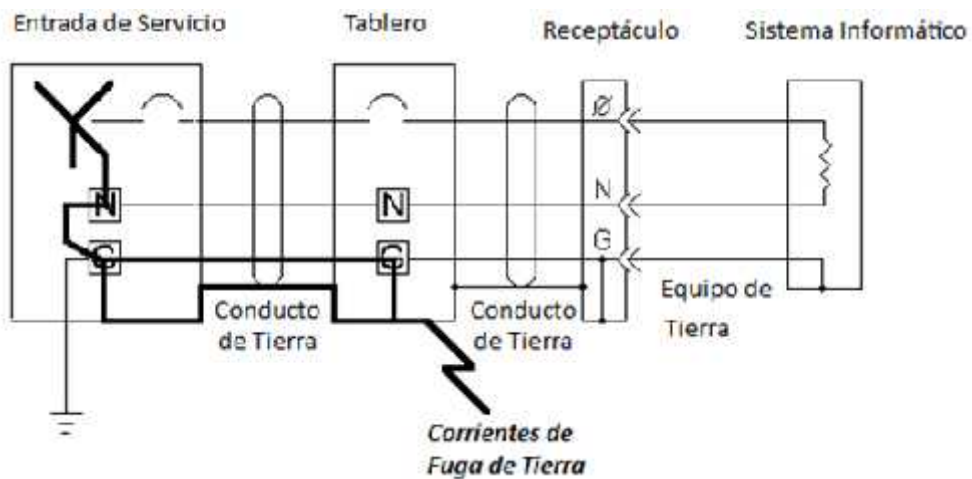 Entrada de Servicio
Tablero
Receptáculo
Sistema Informático
Ø
N
N
N
G
G
G
Conducto
de Tierra
Conducto
de Tierra
Equipo de
Tierra
Corrientes de
Fuga de Tierra